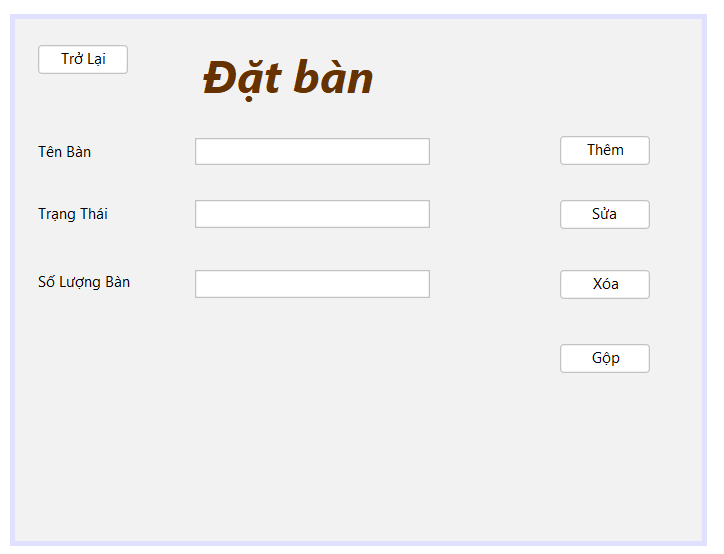 Trở Lại
Đặt bàn
Tên Bàn
Thêm
Trạng Thái
Sửa
Số Lượng Bàn
Xóa
Gộp